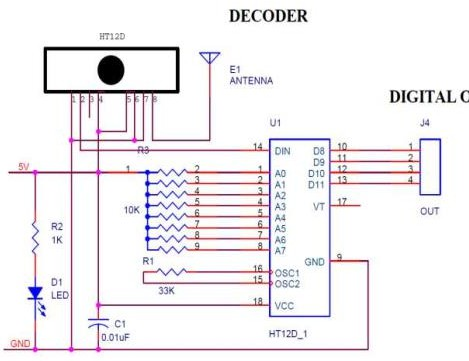 DECODER
HT12D
E1
ANTENNA
DIGITAL O
1 2 3 4 5 6 7 8
U1
J4
R3
14 DIN D8 10 1
D9 11 2
5V 1 2 1 A0 D10 12 3
3 2 A1 D11 13 4
4 3 A2
5 4 A3 VT 17 OUT
10K 6 5 A4
7 6 A5
R2 8 7 A6
1K 9 8 A7 GND 9
R1 16 OSC1
15 OSC2
33K
D1
LED
18 VCC
C1
0.01uF
HT12D_1
GND